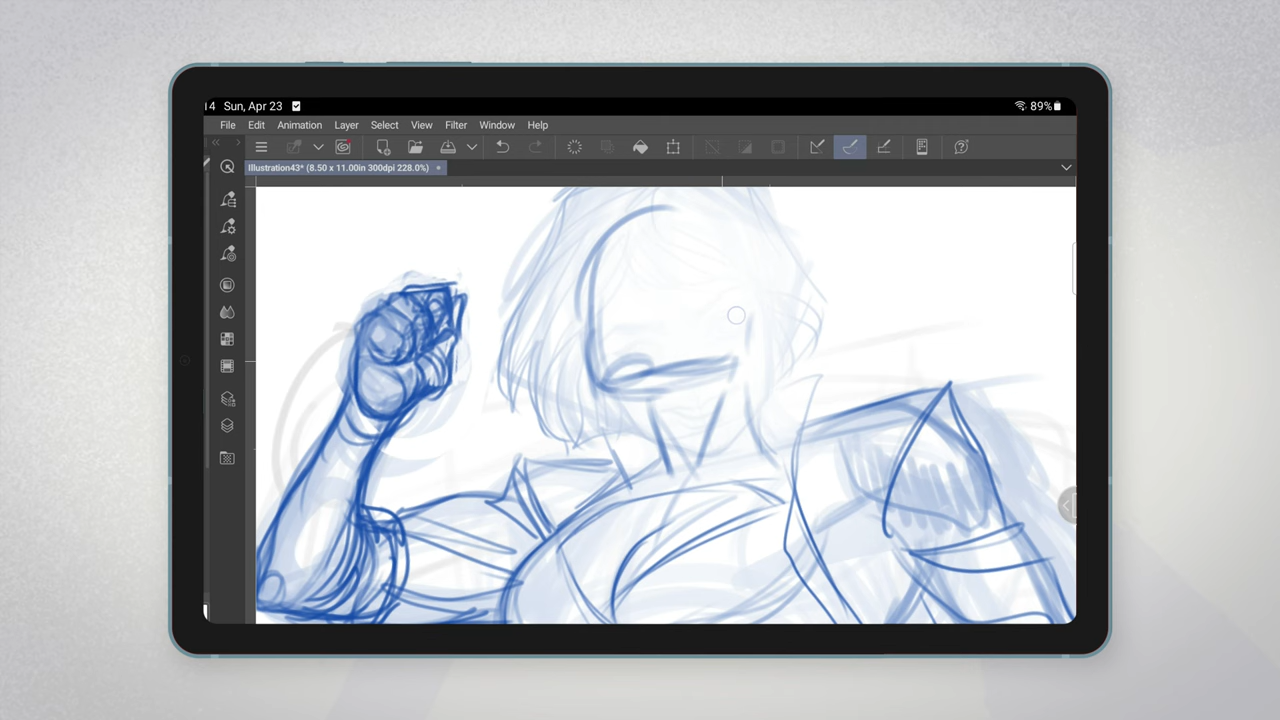 14 Sun, Apr 23 89%
File Edit Animation Layer Select View Filter Window Help
Illustration43* (8.50 x 11.00in 300dpi 228.0%)